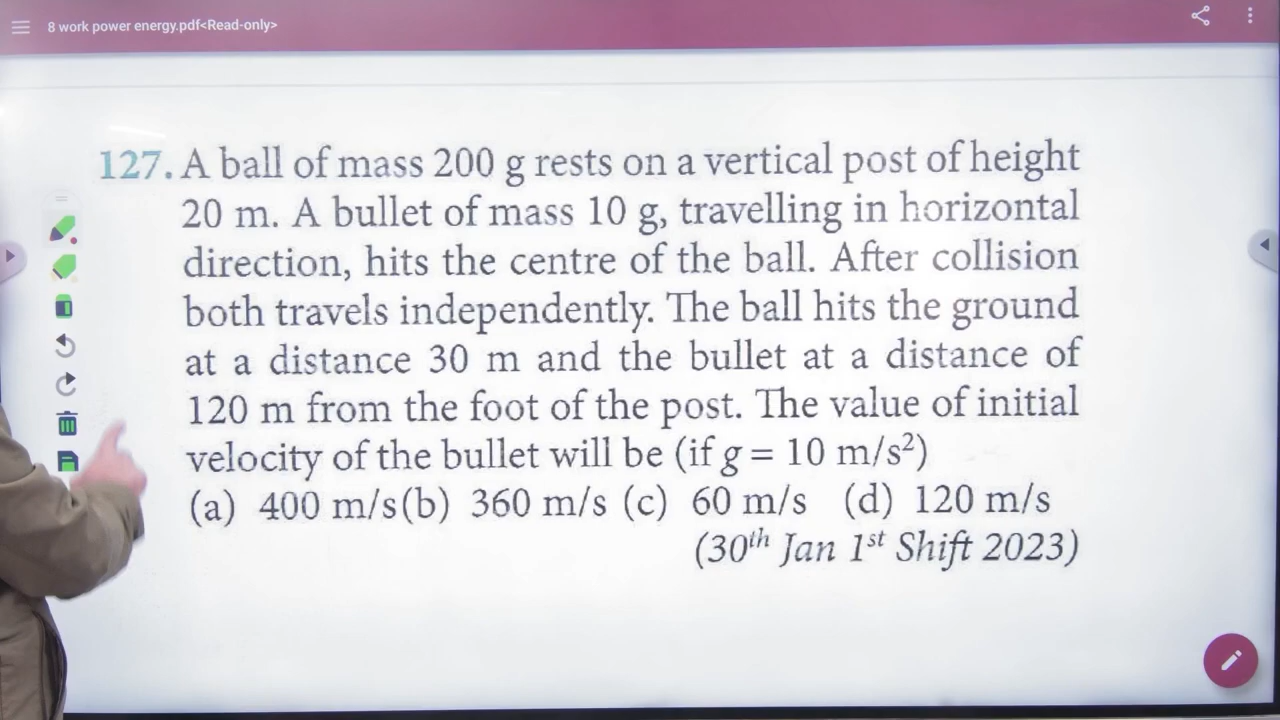 8 work power energy.pdf<Read-only>
127. A ball of mass 200 g rests on a vertical post of height
20 m. A bullet of mass 10 g, travelling in horizontal
direction, hits the centre of the ball. After collision
both travels independently. The ball hits the ground
at a distance 30 m and the bullet at a distance of
120 m from the foot of the post. The value of initial
velocity of the bullet will be (if g = 10 m/s²)
(a) 400 m/s(b) 360 m/s (c) 60 m/s (d) 120 m/s
(30th Jan 1st Shift 2023)